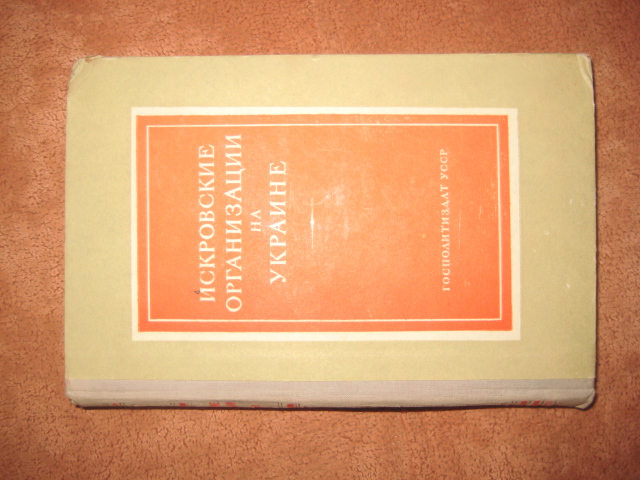 ИСКРОВСКИЕ
ОРГАНИЗАЦИИ
НА
УКРАИНЕ
ГОСПОЛИТИЗДАТ УССР